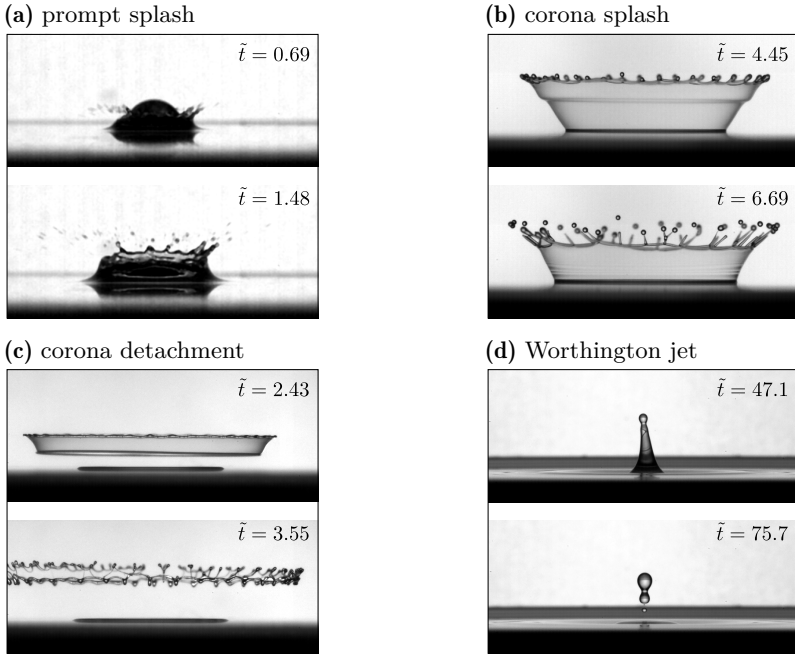 (a) prompt splash
t̃ = 0.69
t̃ = 1.48
(b) corona splash
t̃ = 4.45
t̃ = 6.69
(c) corona detachment
t̃ = 2.43
t̃ = 3.55
(d) Worthington jet
t̃ = 47.1
t̃ = 75.7